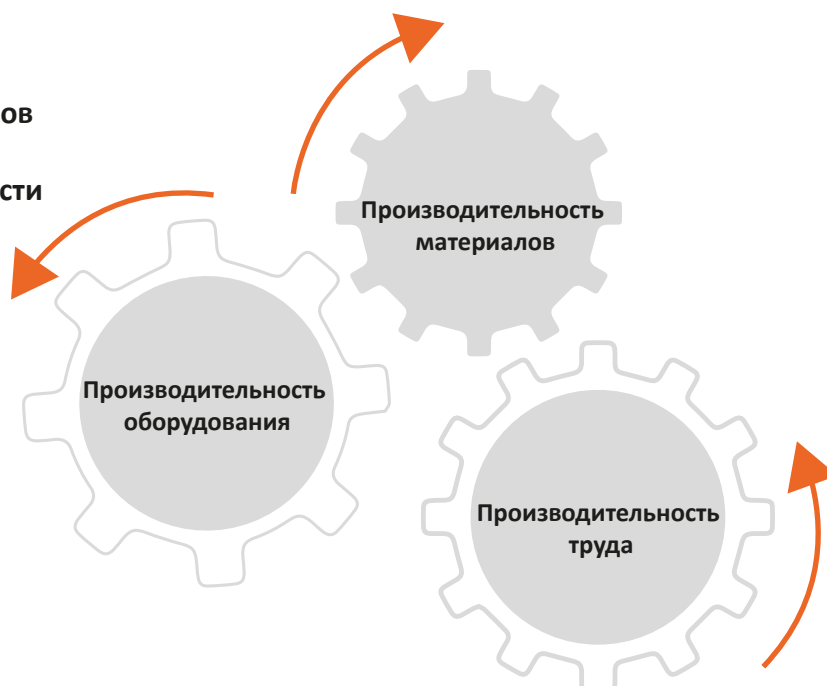 ов
сти
Производительность
материалов
Производительность
оборудования
Производительность
труда